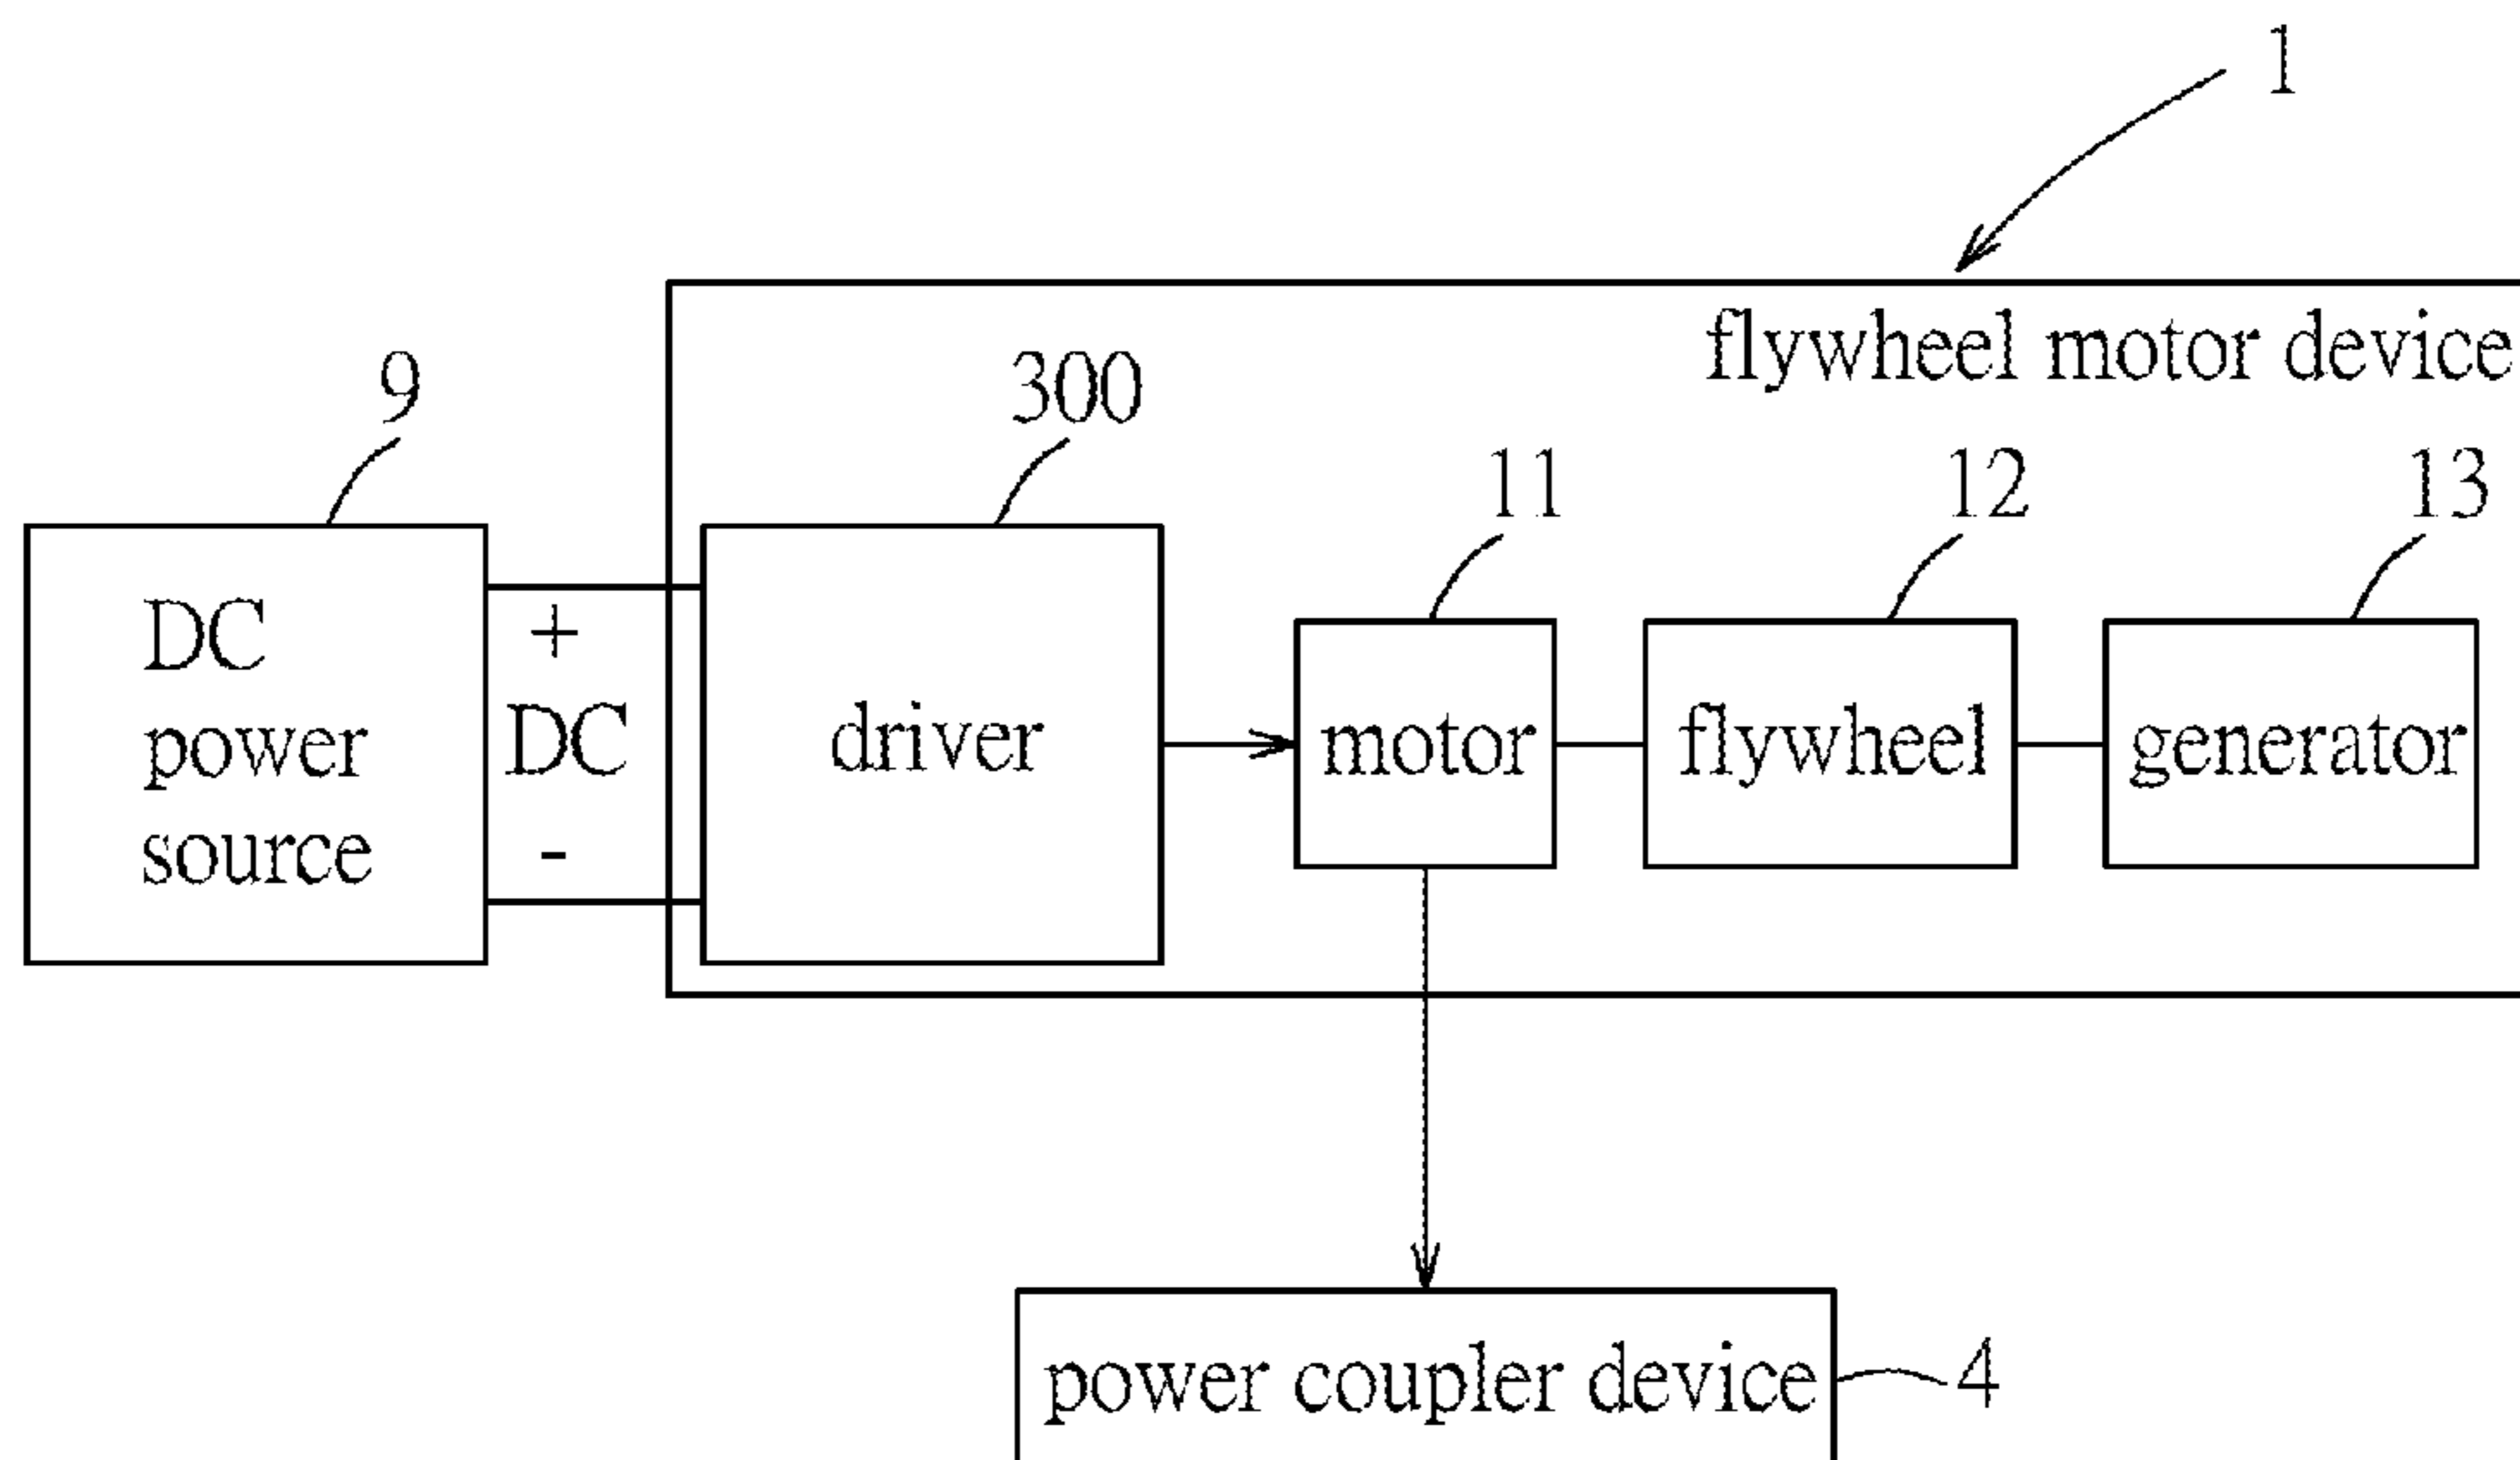 1
flywheel motor device
9
300
11
12
13
DC
power
source
+
DC
-
driver
motor
flywheel
generator
power coupler device
4